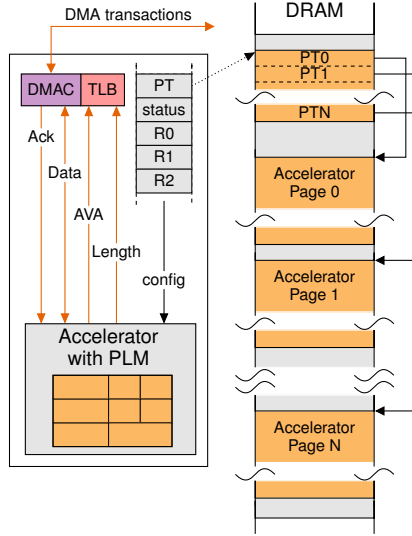 DMA transactions
DRAM
DMAC
TLB
PT
status
R0
R1
R2
PT0
PT1
PTN
Ack
Data
AVA
Length
config
Accelerator
with PLM
Accelerator
Page 0
Accelerator
Page 1
Accelerator
Page N